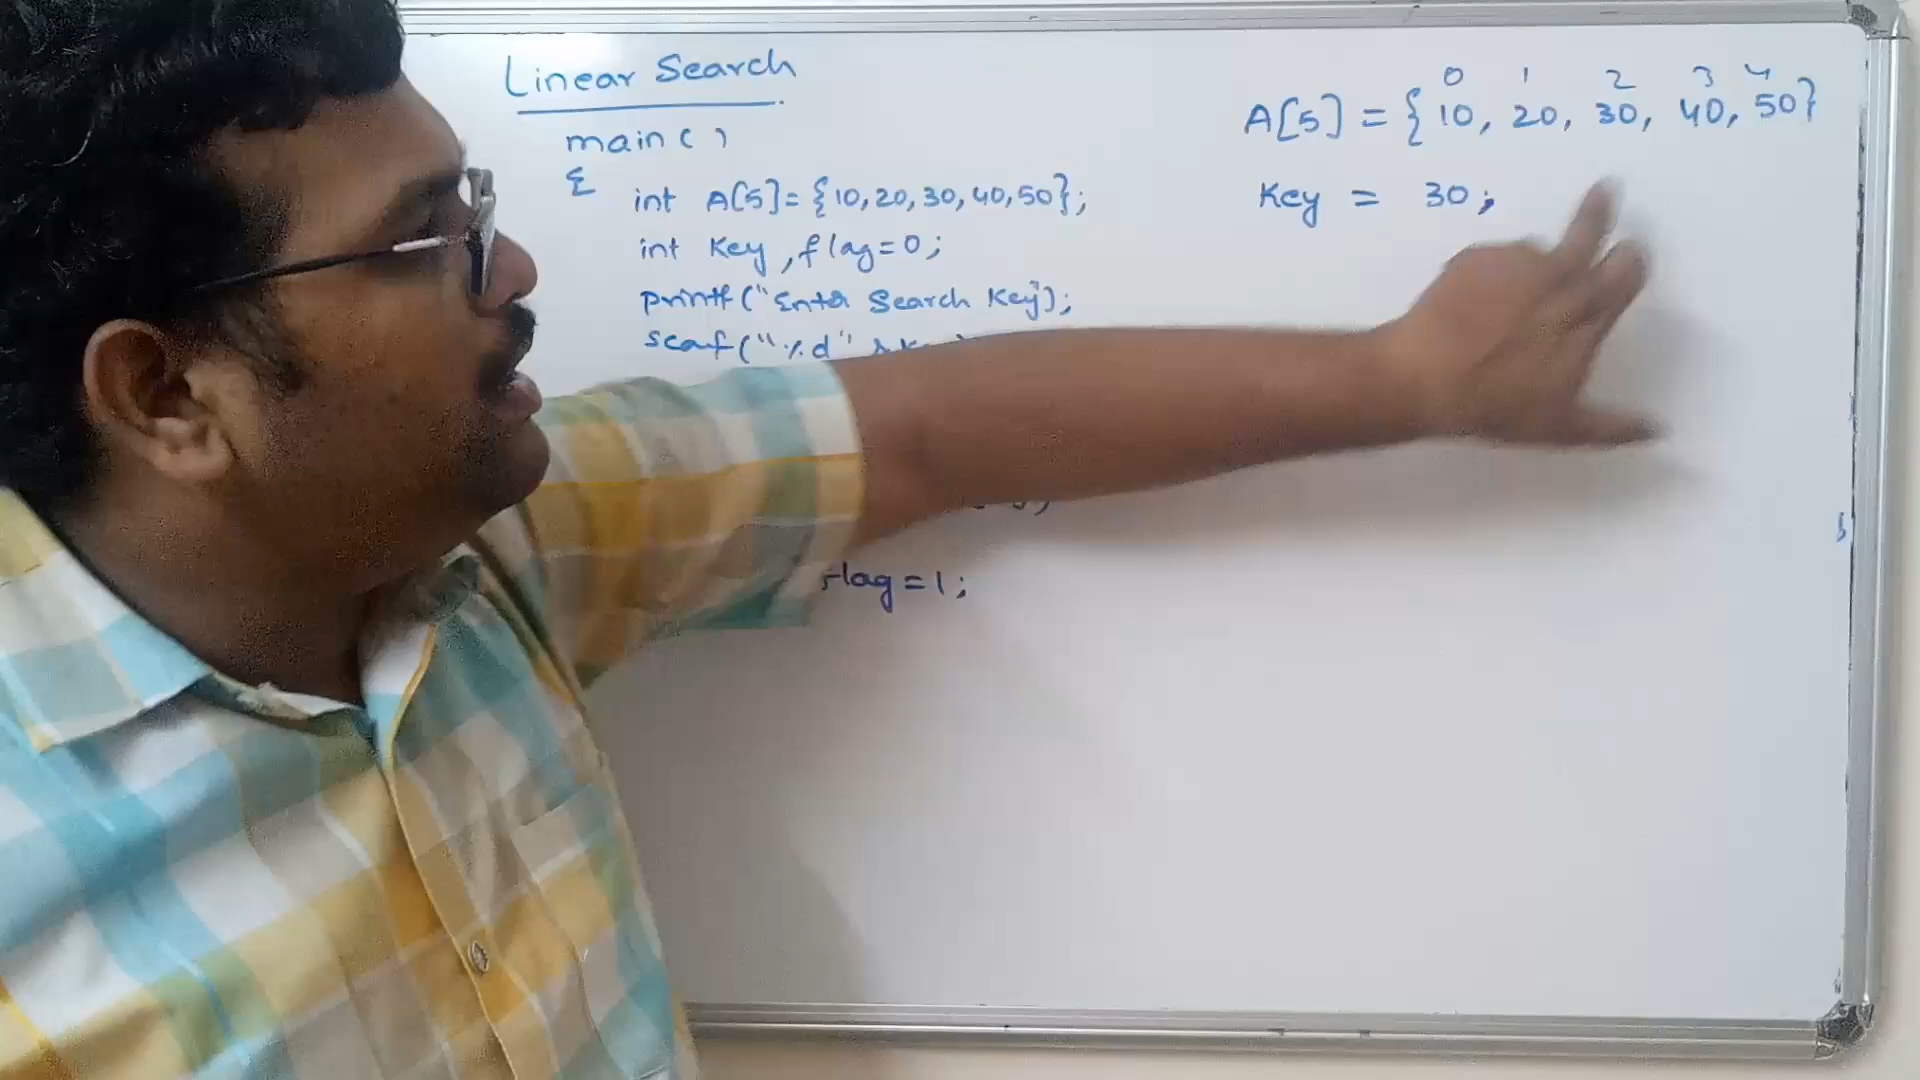 Linear Search
main()
{
int A[5]={10,20,30,40,50};
int Key, flag=0;
printf("Enter Search Key");
scanf("%d"
flag=1;
0 1 2 3 4
A[5] = {10, 20, 30, 40, 50}
Key = 30;